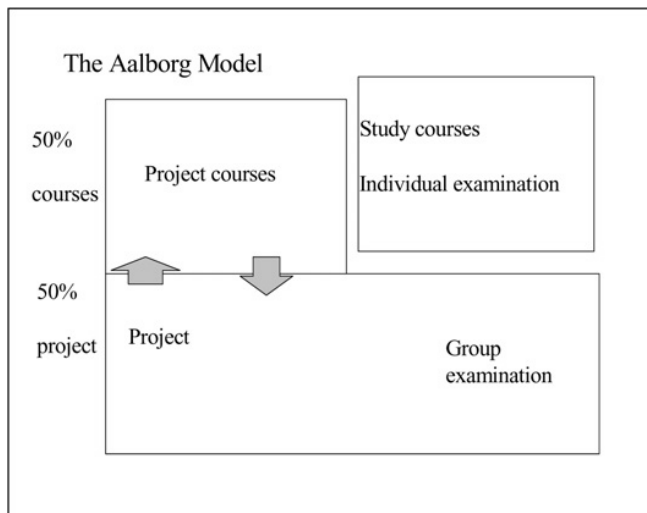 The Aalborg Model
50%
courses
Project courses
Study courses
Individual examination
50%
project
Project
Group
examination